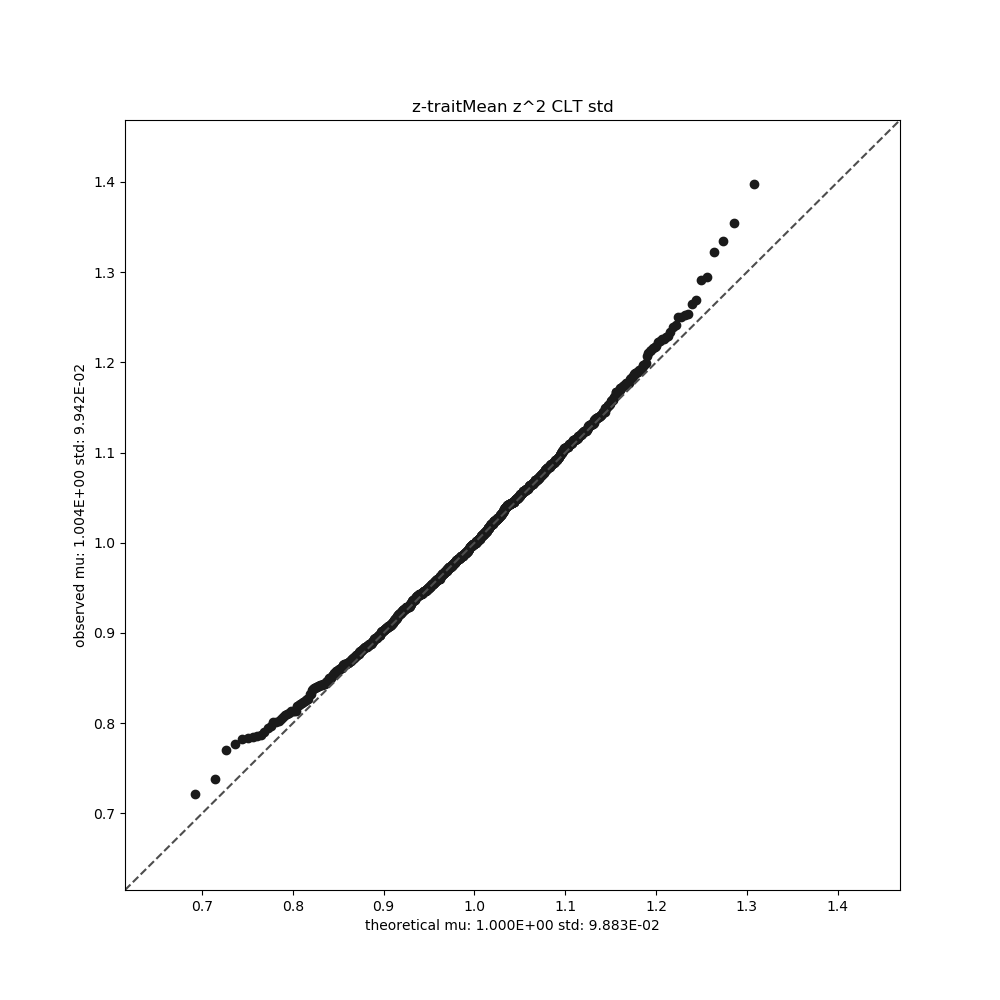 z-traitMean z^2 CLT std
observed mu: 1.004E+00 std: 9.942E-02
1.4
1.3
1.2
1.1
1.0
0.9
0.8
0.7
0.7 0.8 0.9 1.0 1.1 1.2 1.3 1.4
theoretical mu: 1.000E+00 std: 9.883E-02